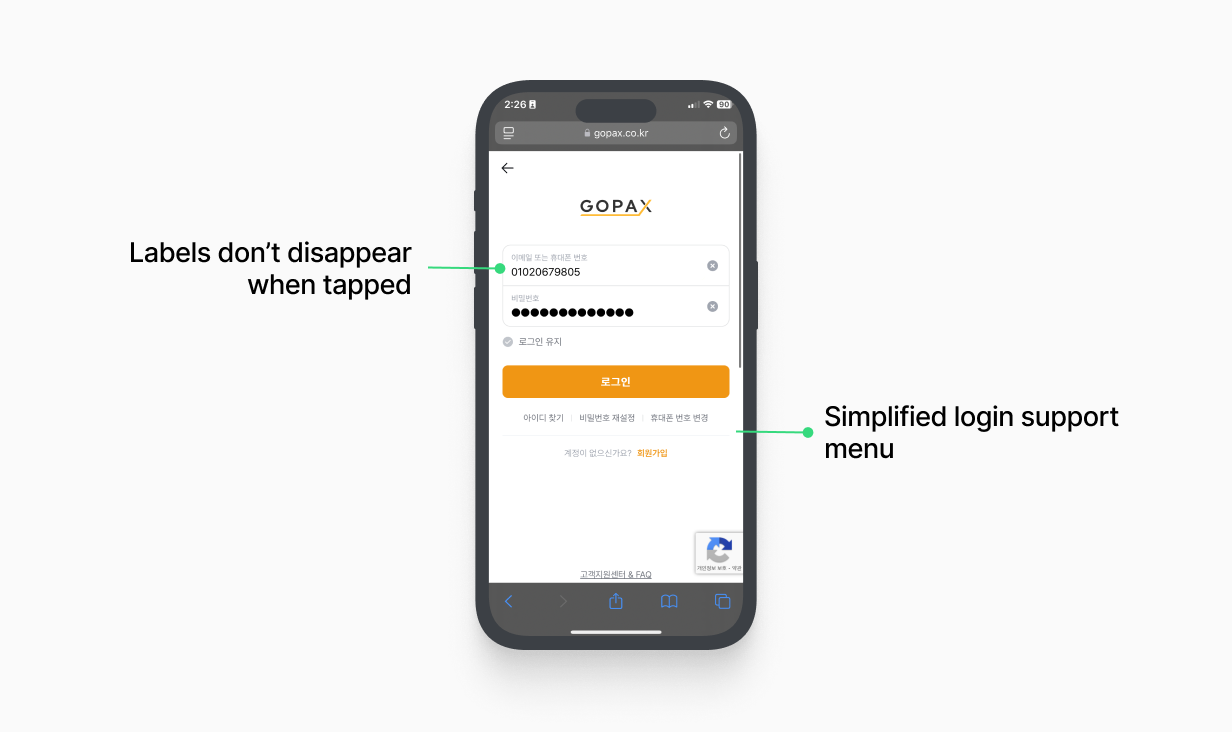 2:26
90
gopax.co.kr
GOPAX
Labels don’t disappear
when tapped
이메일 또는 휴대폰 번호
01020679805
비밀번호
●●●●●●●●●●●●●
로그인 유지
로그인
아이디 찾기 | 비밀번호 재설정 | 휴대폰 번호 변경
Simplified login support
menu
계정이 없으신가요? 회원가입
개인정보 보호 - 약관
고객지원센터 & FAQ